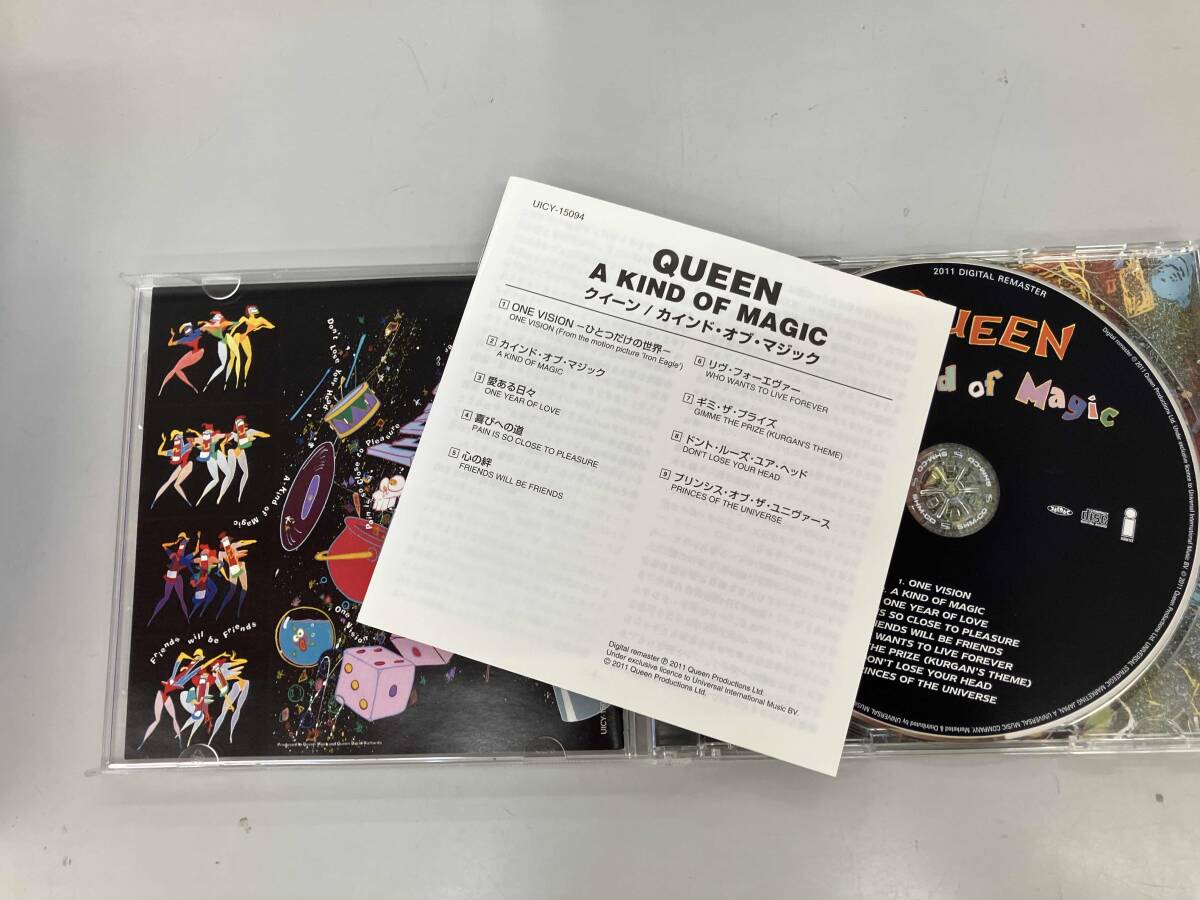 UICY-15094
QUEEN
A KIND OF MAGIC
クイーン / カインド・オブ・マジック
1 ONE VISION –ひとつだけの世界–
ONE VISION (From the motion picture 'Iron Eagle')
2 カインド・オブ・マジック
A KIND OF MAGIC
3 愛ある日々
ONE YEAR OF LOVE
4 喜びへの道
PAIN IS SO CLOSE TO PLEASURE
5 心の絆
FRIENDS WILL BE FRIENDS
6 リヴ・フォーエヴァー
WHO WANTS TO LIVE FOREVER
7 ギミ・ザ・プライズ
GIMME THE PRIZE (KURGAN'S THEME)
8 ドント・ルーズ・ユア・ヘッド
DON'T LOSE YOUR HEAD
9 プリンシス・オブ・ザ・ユニヴァース
PRINCES OF THE UNIVERSE
Digital remaster ℗ 2011 Queen Productions Ltd.
Under exclusive licence to Universal International Music BV.
© 2011 Queen Productions Ltd.
Don't Lose Your Head
Pain Is So Close to Pleasure
A Kind of Magic
One Vision
Friends will be Friends
2011 DIGITAL REMASTER
QUEEN
d of Magic
1. ONE VISION
A KIND OF MAGIC
ONE YEAR OF LOVE
S SO CLOSE TO PLEASURE
IENDS WILL BE FRIENDS
WANTS TO LIVE FOREVER
HE PRIZE (KURGAN'S THEME)
ON'T LOSE YOUR HEAD
INCES OF THE UNIVERSE